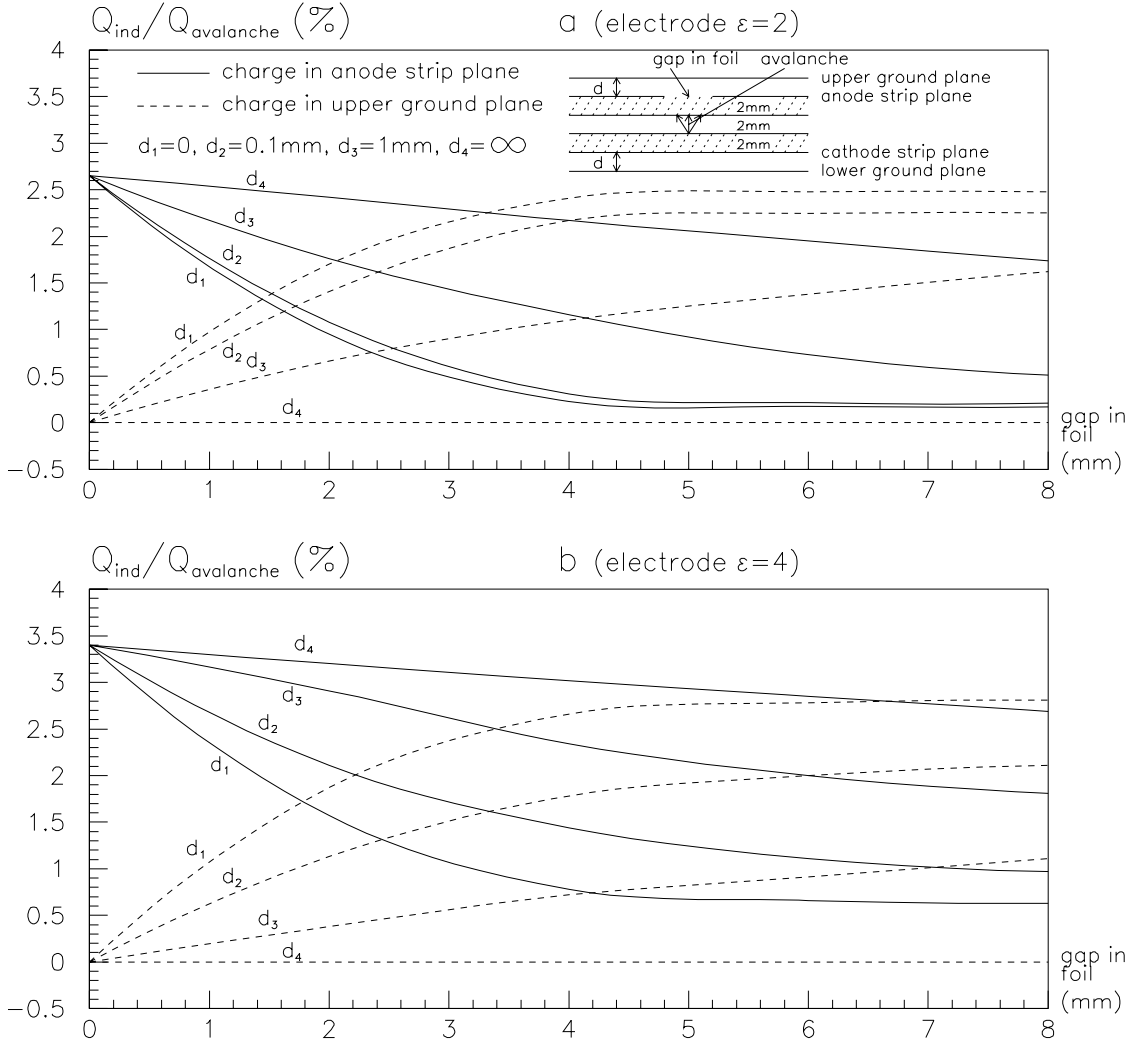 Q_ind/Q_avalanche (%)
a (electrode ε=2)
4
3.5
3
2.5
2
1.5
1
0.5
0
−0.5
charge in anode strip plane
charge in upper ground plane
d₁=0, d₂=0.1mm, d₃=1mm, d₄=∞
gap in foil avalanche
d
upper ground plane
anode strip plane
2mm
2mm
2mm
d
cathode strip plane
lower ground plane
d₄
d₃
d₂
d₁
d₁
d₂
d₃
d₄
gap in
foil
(mm)
0 1 2 3 4 5 6 7 8
Q_ind/Q_avalanche (%)
b (electrode ε=4)
4
3.5
3
2.5
2
1.5
1
0.5
0
−0.5
d₄
d₃
d₂
d₁
d₁
d₂
d₃
d₄
gap in
foil
(mm)
0 1 2 3 4 5 6 7 8